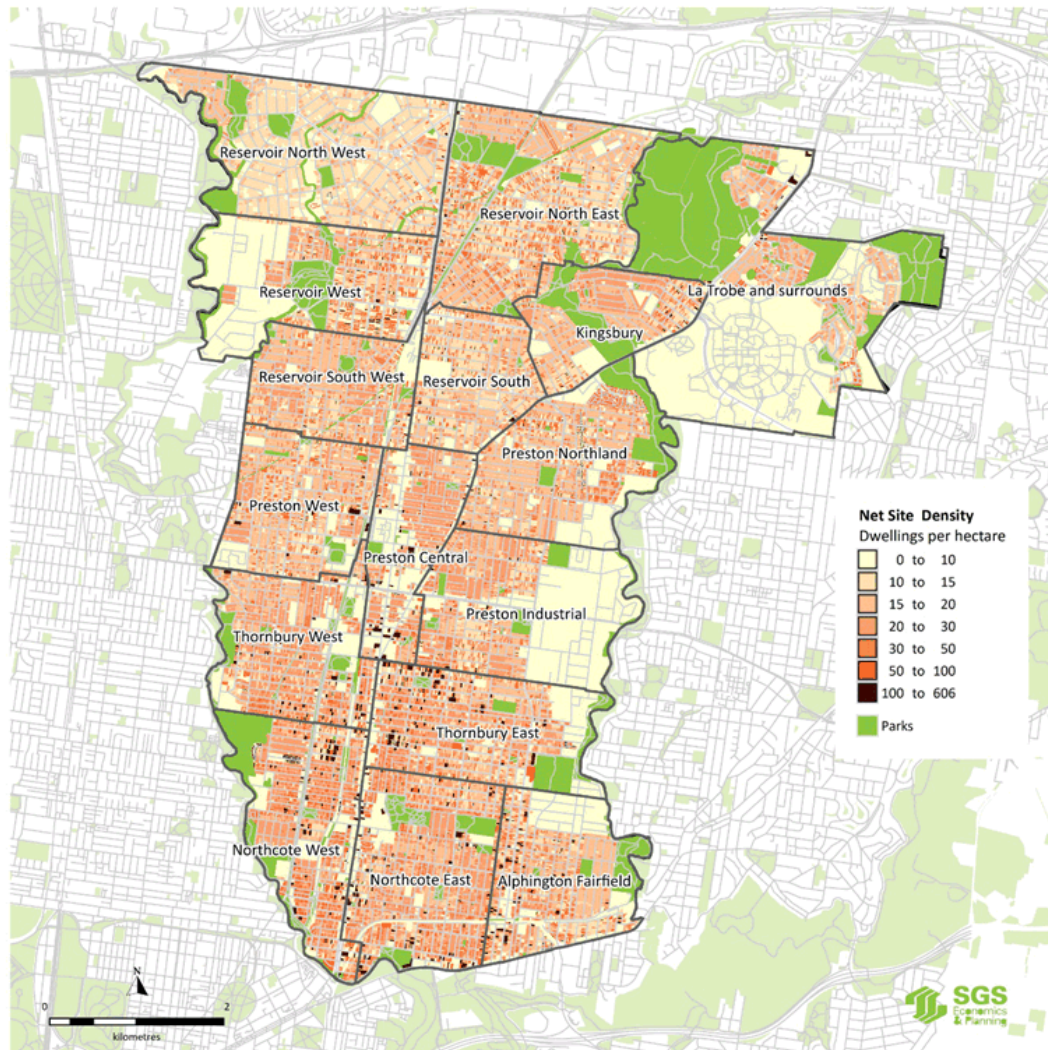 Reservoir North West
Reservoir North East
Reservoir West
La Trobe and surrounds
Kingsbury
Reservoir South West
Reservoir South
Preston Northland
Preston West
Preston Central
Preston Industrial
Thornbury West
Thornbury East
Northcote West
Northcote East
Alphington Fairfield
Net Site Density
Dwellings per hectare
0 to 10
10 to 15
15 to 20
20 to 30
30 to 50
50 to 100
100 to 606
Parks
N
0 2
kilometres
SGS
Economics
& Planning